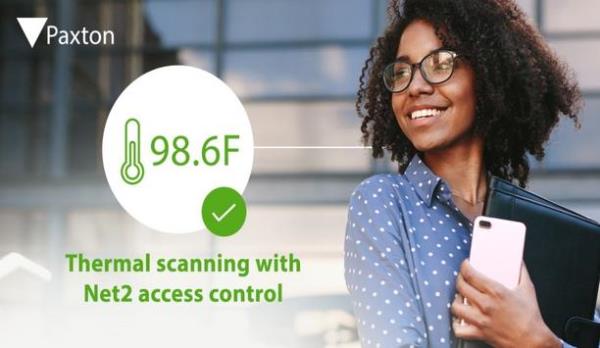 Paxton
98.6F
Thermal scanning with
Net2 access control